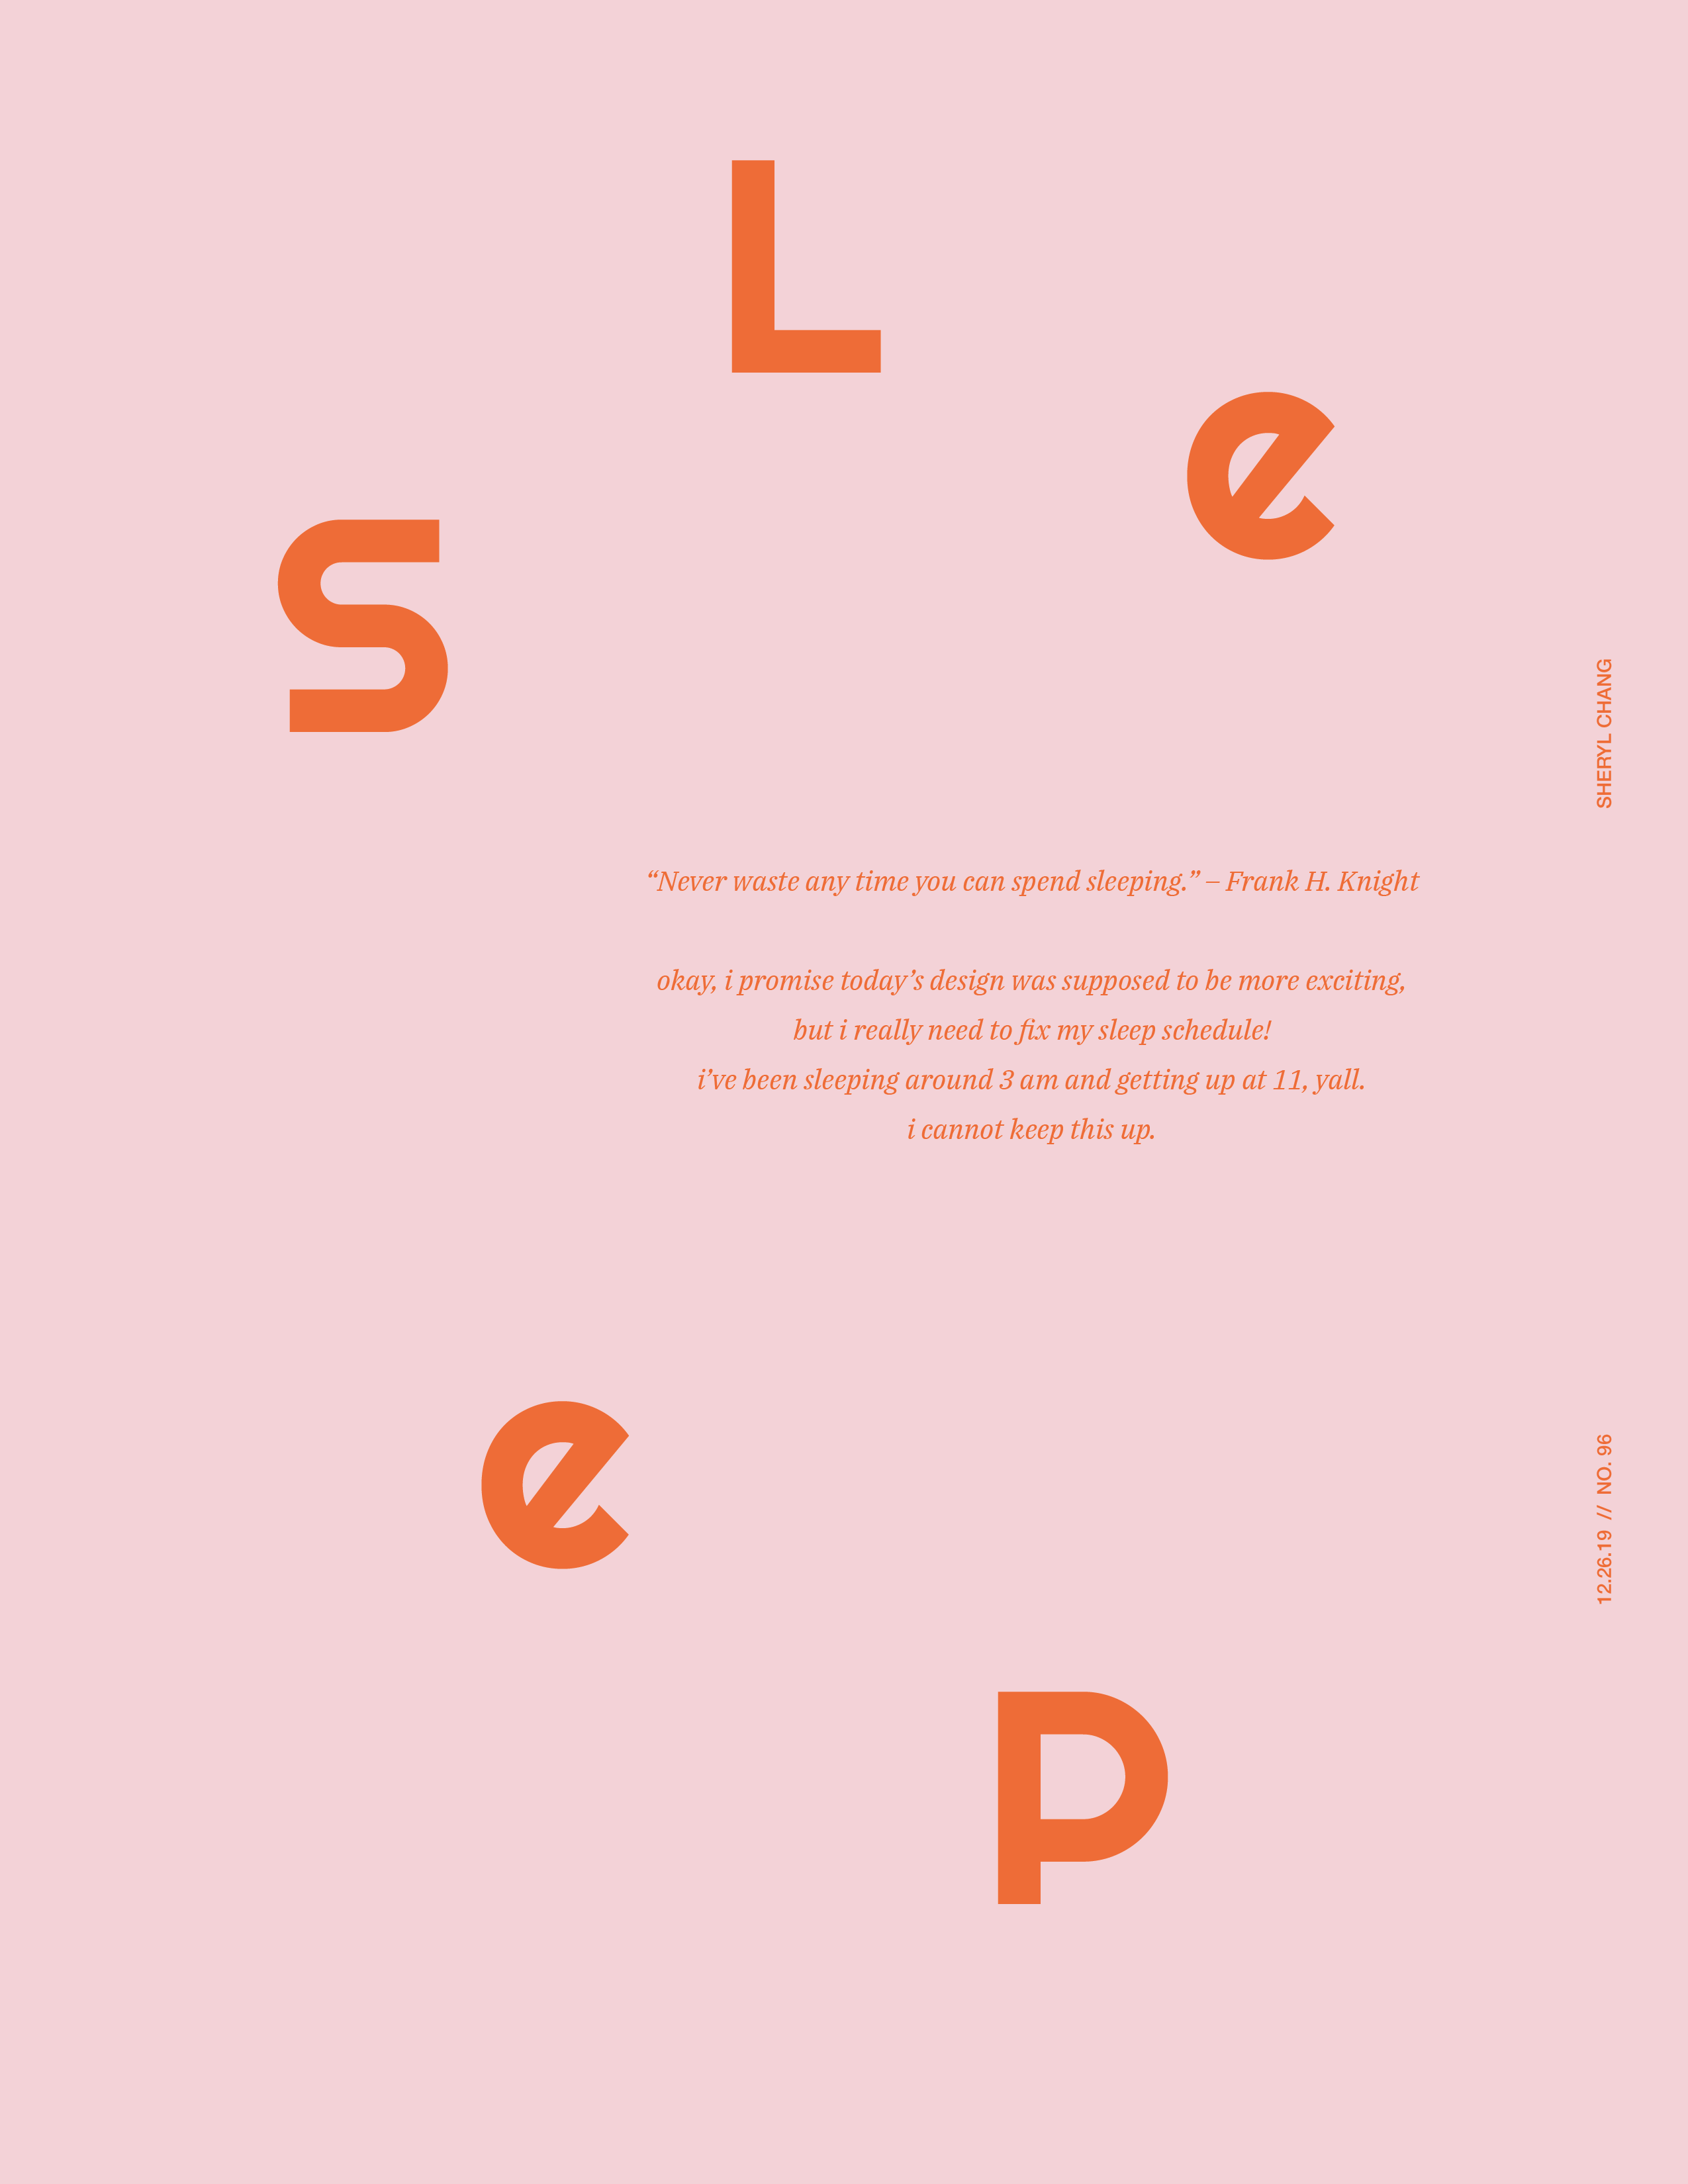 S
L
e
e
P
“Never waste any time you can spend sleeping.” – Frank H. Knight
okay, i promise today’s design was supposed to be more exciting,
but i really need to fix my sleep schedule!
i’ve been sleeping around 3 am and getting up at 11, yall.
i cannot keep this up.
SHERYL CHANG
12.26.19 // NO. 96